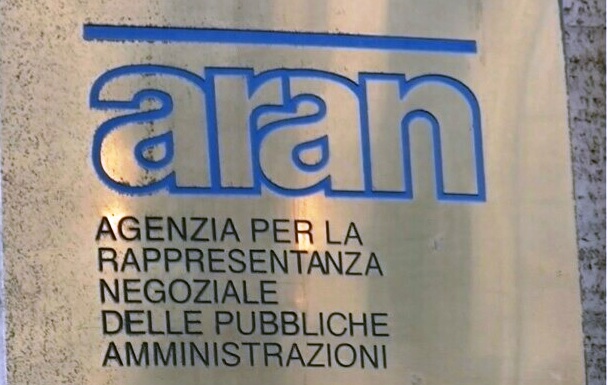 aran
AGENZIA PER LA
RAPPRESENTANZA
NEGOZIALE
DELLE PUBBLICHE
AMMINISTRAZIONI